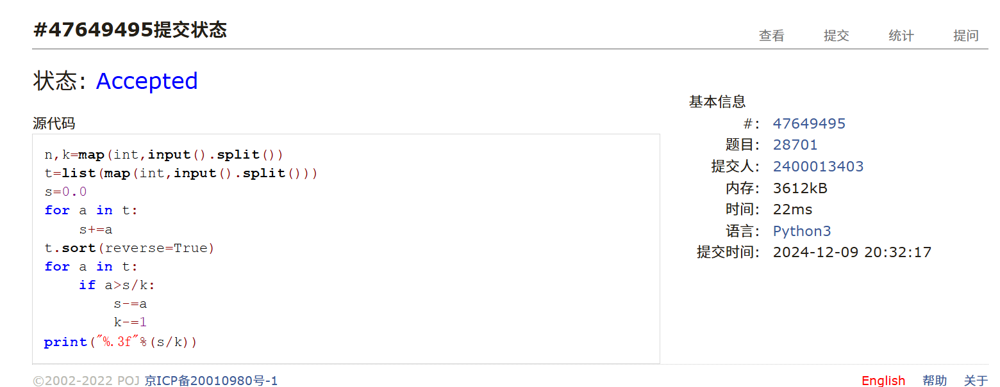 #47649495提交状态
查看 提交 统计 提问
状态: Accepted
源代码
n,k=map(int,input().split())
t=list(map(int,input().split()))
s=0.0
for a in t:
    s+=a
t.sort(reverse=True)
for a in t:
    if a>s/k:
        s-=a
        k-=1
print("%.3f"%(s/k))
基本信息
#: 47649495
题目: 28701
提交人: 2400013403
内存: 3612kB
时间: 22ms
语言: Python3
提交时间: 2024-12-09 20:32:17
©2002-2022 POJ 京ICP备20010980号-1
English 帮助 关于